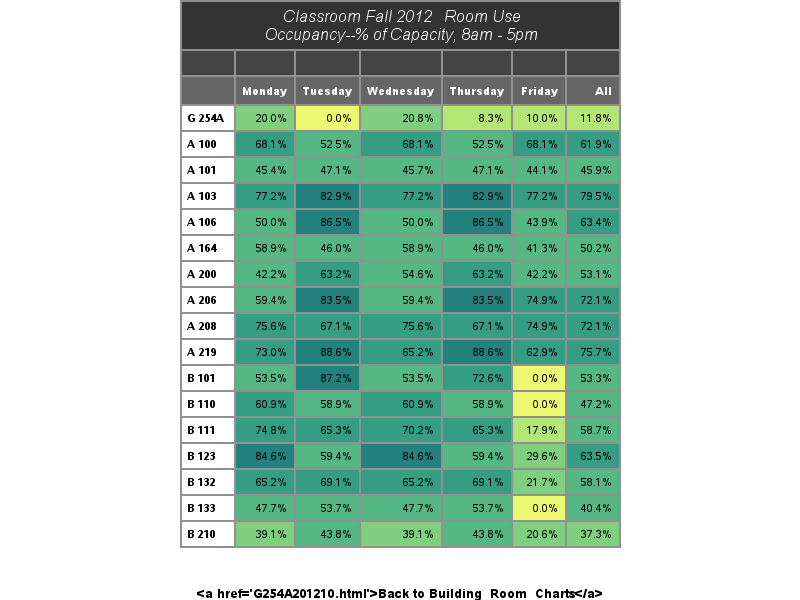 Classroom Fall 2012 Room Use
Occupancy--% of Capacity, 8am - 5pm
Monday Tuesday Wednesday Thursday Friday All
G 254A 20.0% 0.0% 20.8% 8.3% 10.0% 11.8%
A 100 68.1% 52.5% 68.1% 52.5% 68.1% 61.9%
A 101 45.4% 47.1% 45.7% 47.1% 44.1% 45.9%
A 103 77.2% 82.9% 77.2% 82.9% 77.2% 79.5%
A 106 50.0% 86.5% 50.0% 86.5% 43.9% 63.4%
A 164 58.9% 46.0% 58.9% 46.0% 41.3% 50.2%
A 200 42.2% 63.2% 54.6% 63.2% 42.2% 53.1%
A 206 59.4% 83.5% 59.4% 83.5% 74.9% 72.1%
A 208 75.6% 67.1% 75.6% 67.1% 74.9% 72.1%
A 219 73.0% 88.6% 65.2% 88.6% 62.9% 75.7%
B 101 53.5% 87.2% 53.5% 72.6% 0.0% 53.3%
B 110 60.9% 58.9% 60.9% 58.9% 0.0% 47.2%
B 111 74.8% 65.3% 70.2% 65.3% 17.9% 58.7%
B 123 84.6% 59.4% 84.6% 59.4% 29.6% 63.5%
B 132 65.2% 69.1% 65.2% 69.1% 21.7% 58.1%
B 133 47.7% 53.7% 47.7% 53.7% 0.0% 40.4%
B 210 39.1% 43.8% 39.1% 43.8% 20.6% 37.3%
<a href='G254A201210.html'>Back to Building Room Charts</a>